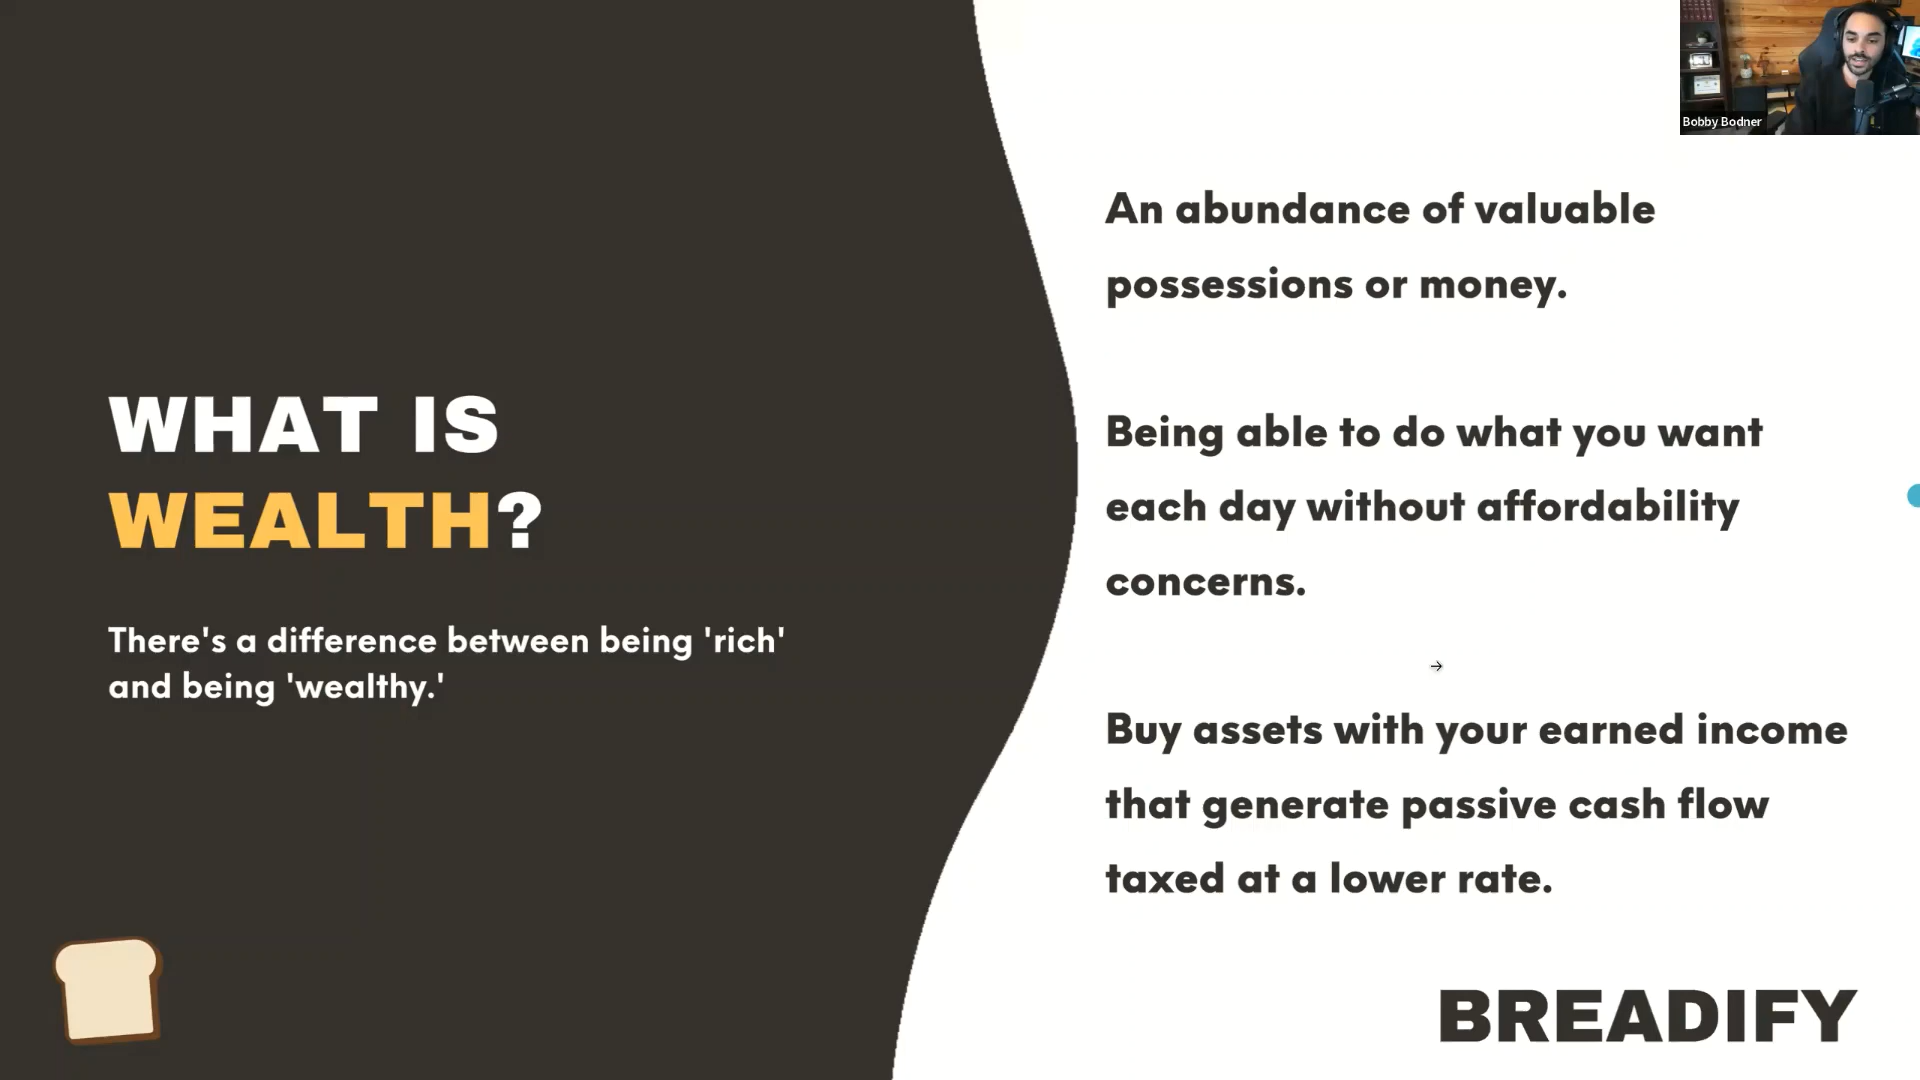 WHAT IS
WEALTH?
There's a difference between being 'rich'
and being 'wealthy.'
Bobby Bodner
An abundance of valuable
possessions or money.
Being able to do what you want
each day without affordability
concerns.
Buy assets with your earned income
that generate passive cash flow
taxed at a lower rate.
BREADIFY